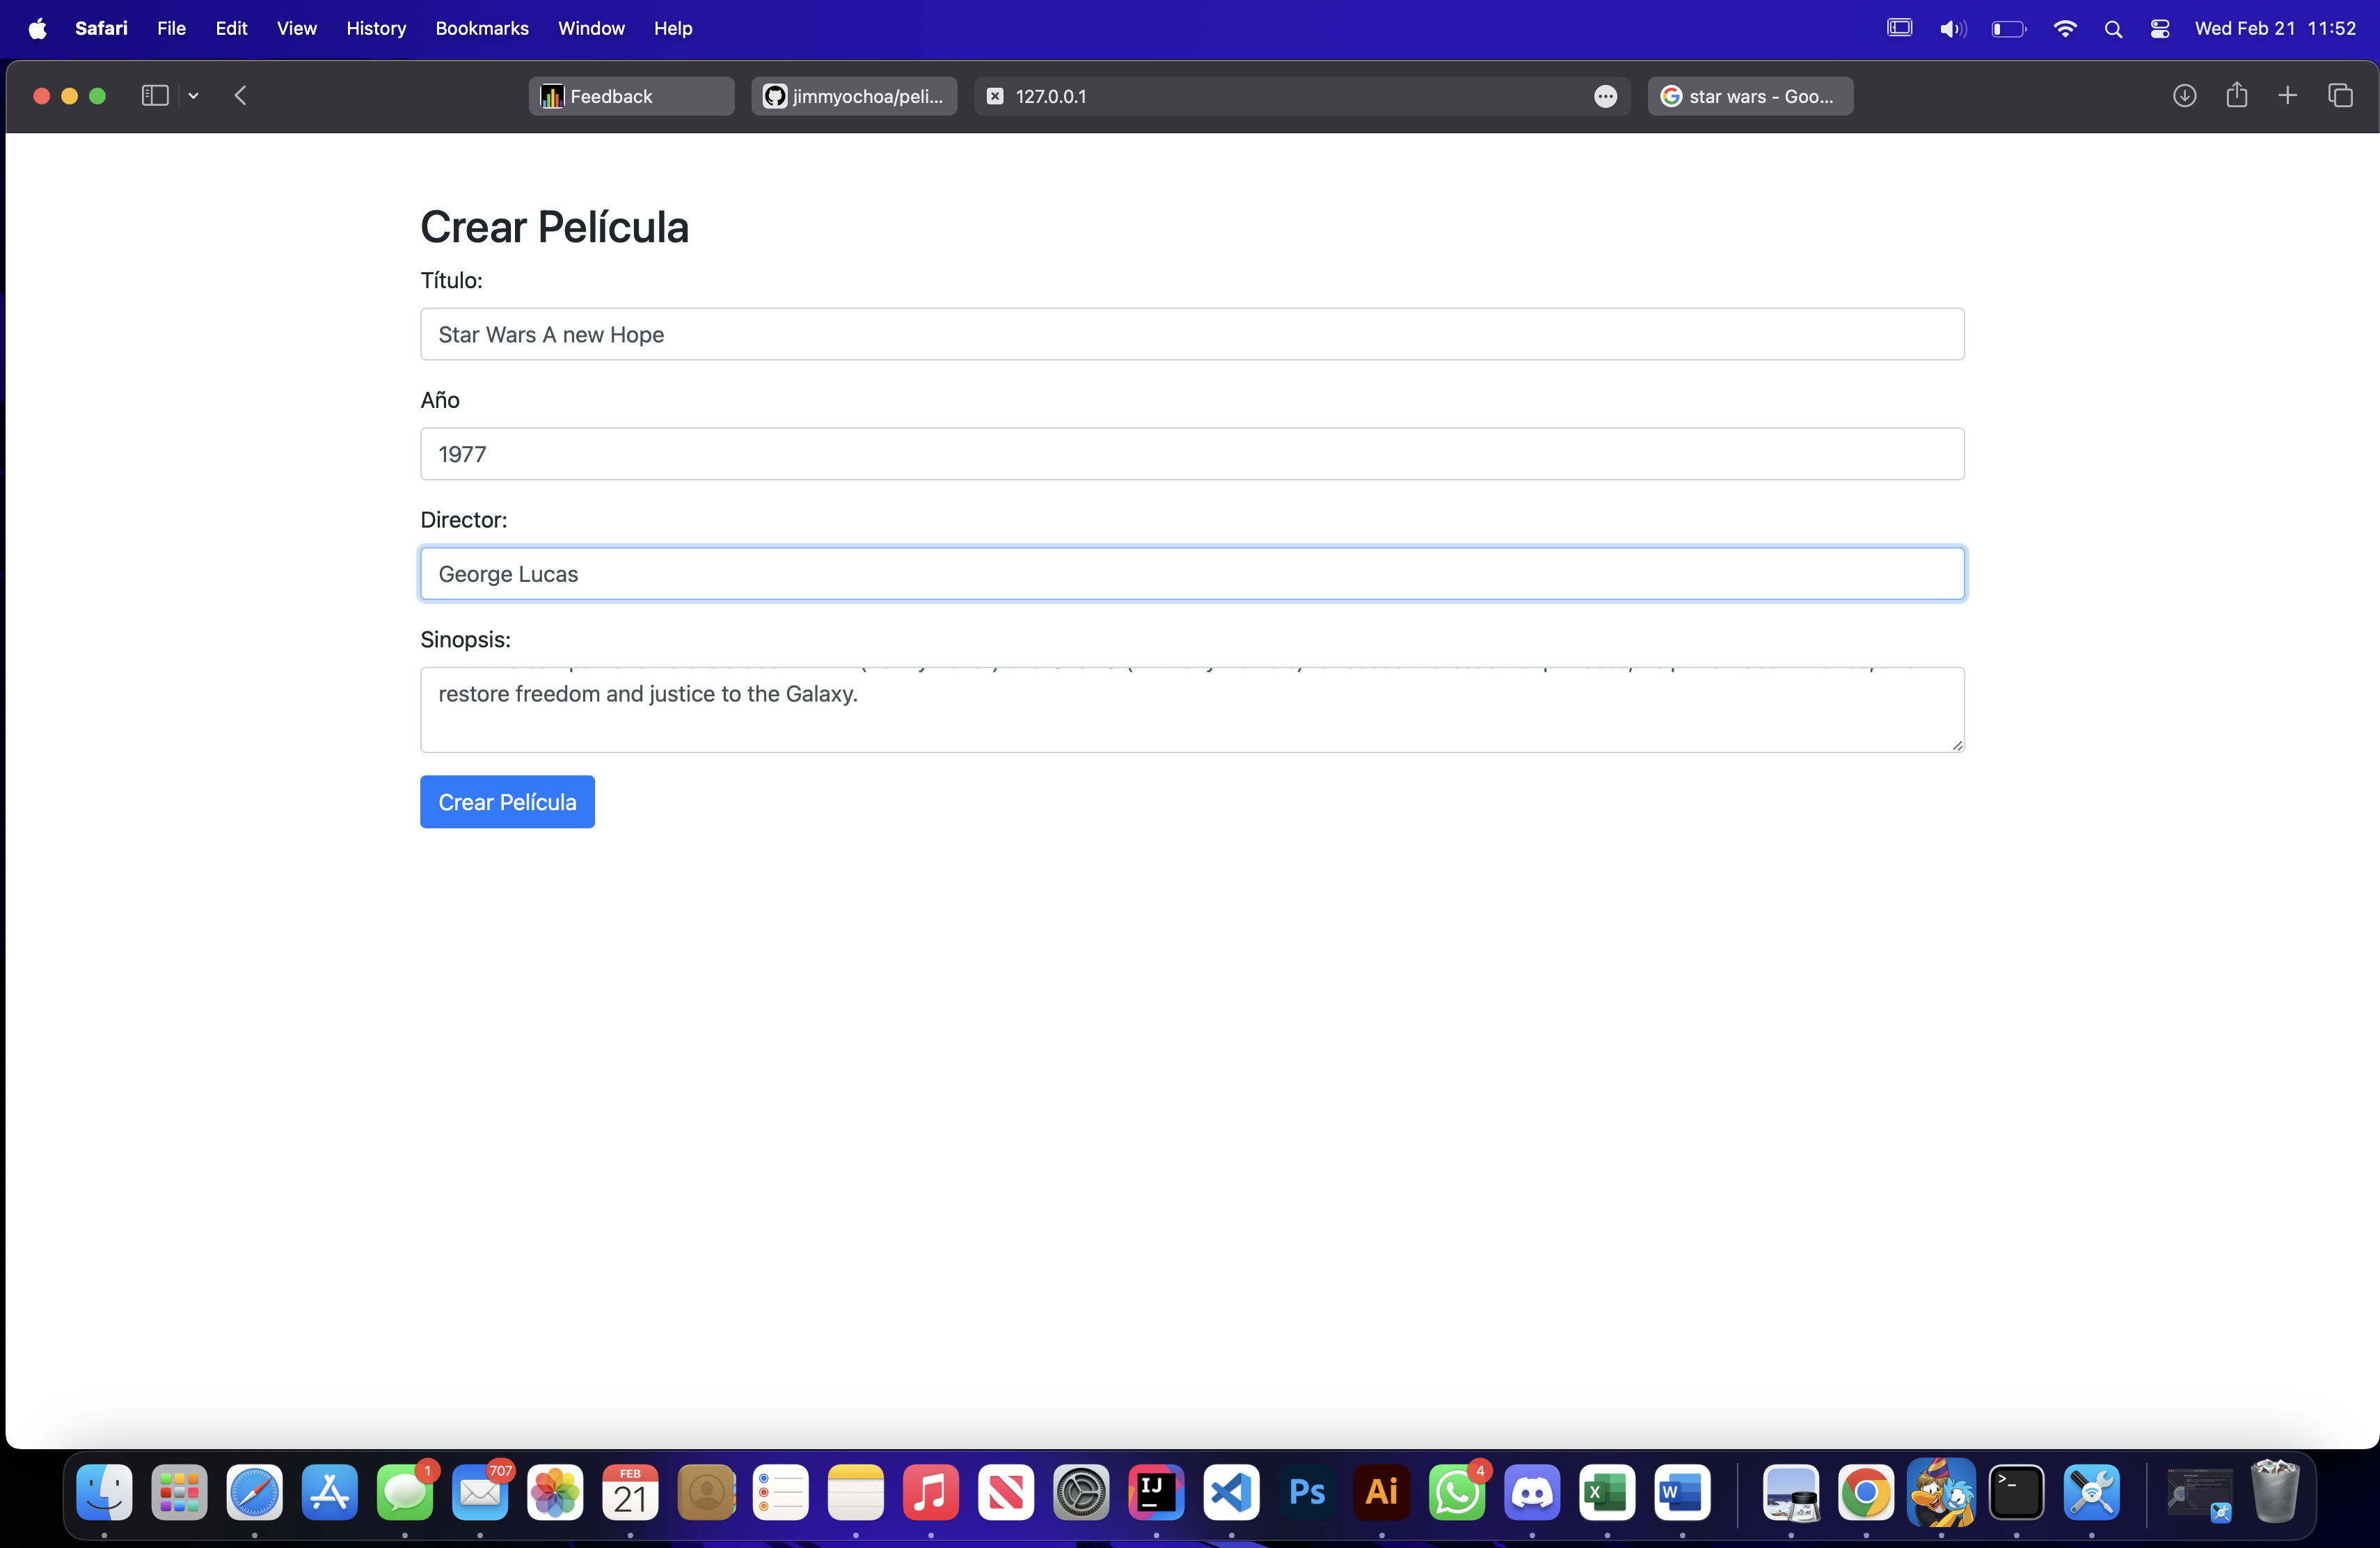 Safari File Edit View History Bookmarks Window Help Wed Feb 21 11:52
Feedback jimmyochoa/peli... 127.0.0.1 star wars - Goo...
Crear Película
Título:
Star Wars A new Hope
Año
1977
Director:
George Lucas
Sinopsis:
restore freedom and justice to the Galaxy.
Crear Película
1 707 FEB 21 IJ Ps Ai 4 X W >_